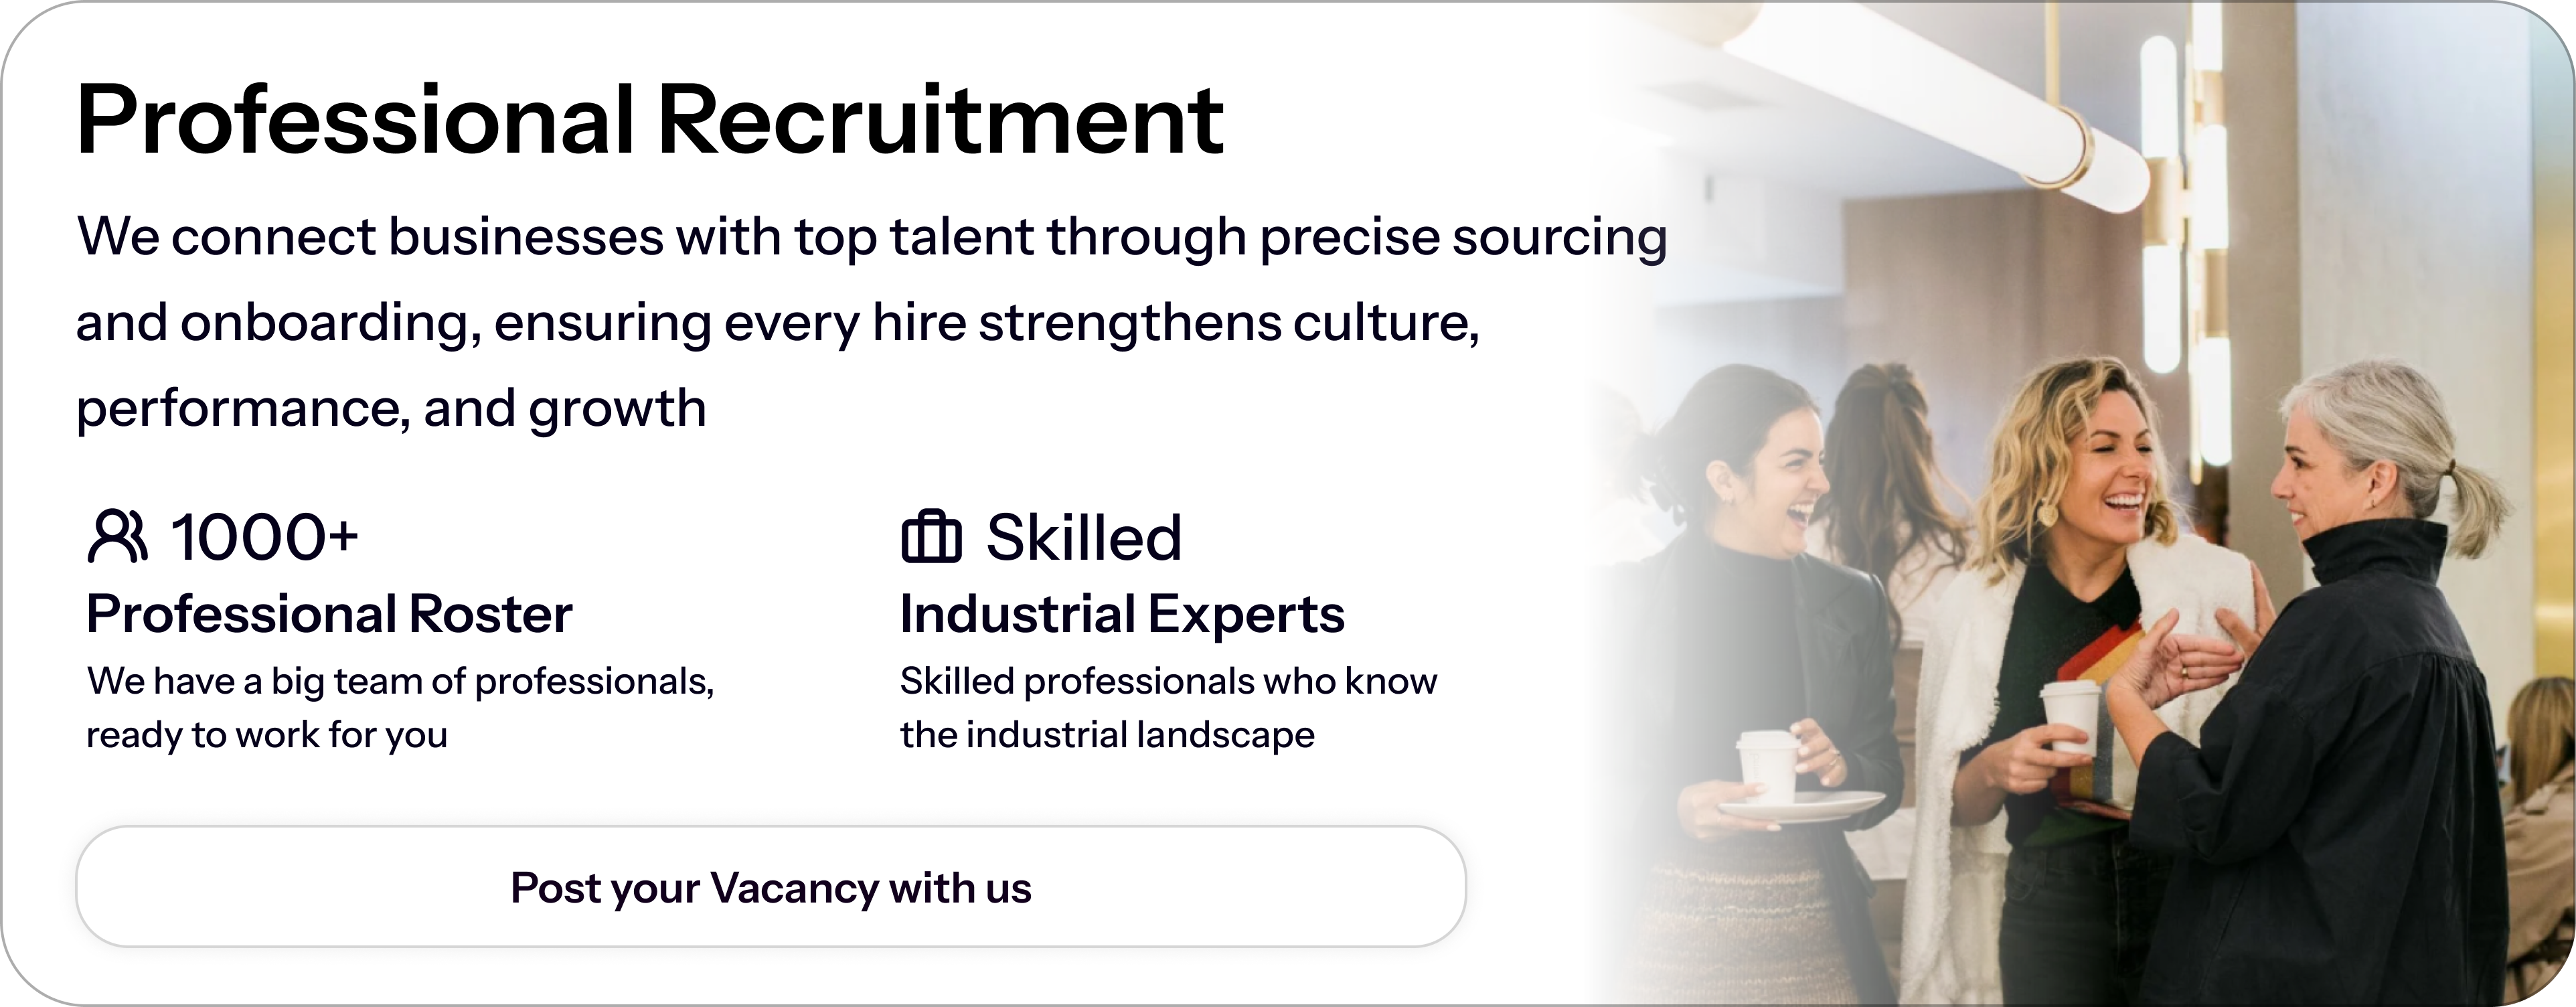 Professional Recruitment
We connect businesses with top talent through precise sourcing
and onboarding, ensuring every hire strengthens culture,
performance, and growth
1000+
Professional Roster
We have a big team of professionals,
ready to work for you
Skilled
Industrial Experts
Skilled professionals who know
the industrial landscape
Post your Vacancy with us